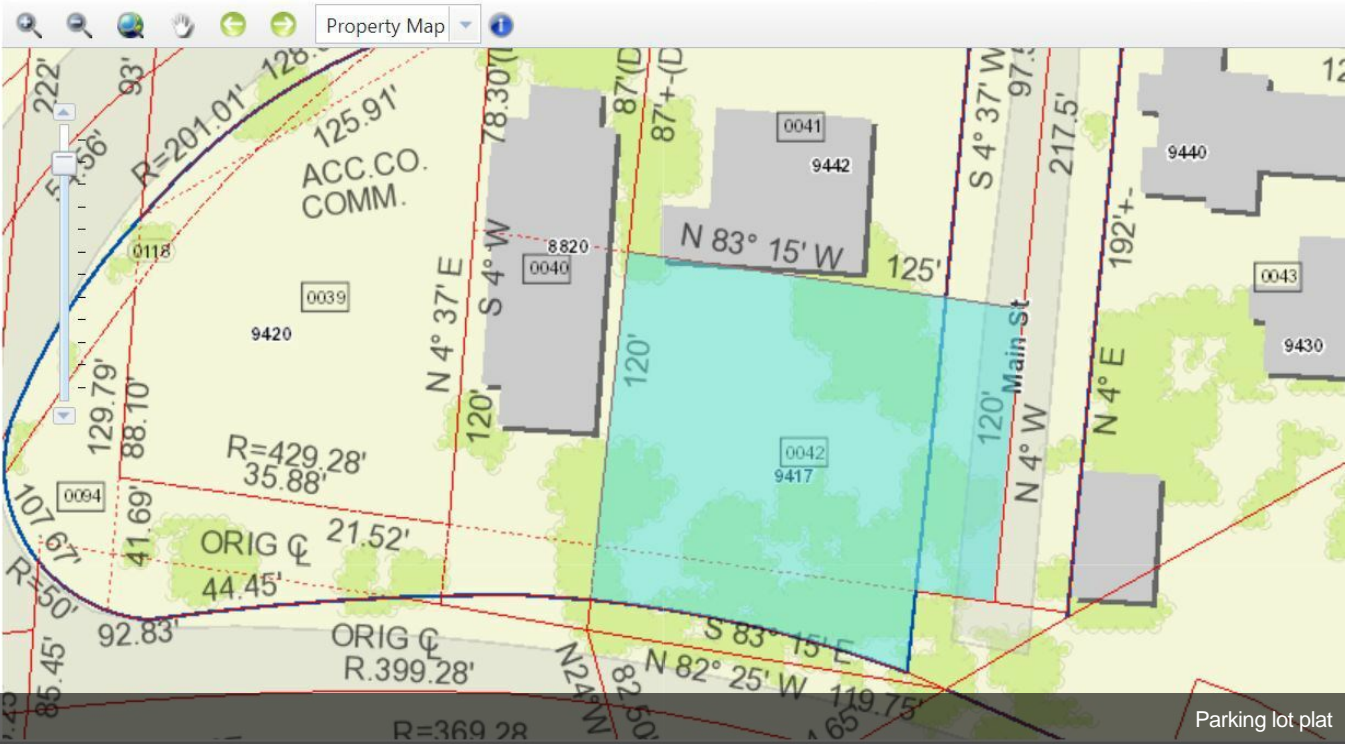 Property Map
222'
93'
128.
R=201.01'
125.91'
ACC.CO.
COMM.
78.30'
87'(D
87'+-(D
0041
9442
S 4° 37' W
97.5
217.5'
9440
192'+-
0118
8820
0040
S 4° W
N 83° 15' W
125'
0043
0039
9420
N 4° 37' E
120'
120'
Main St
120'
N 4° W
N 4° E
9430
129.79'
88.10'
R=429.28'
35.88'
0042
9417
0094
107.67'
41.69'
ORIG ℄
21.52'
44.45'
R=50'
92.83'
ORIG ℄
R.399.28'
S 83° 15' E
N 82° 25' W
119.75'
N24°W
82.50'
85.45'
R=369.28
Parking lot plat